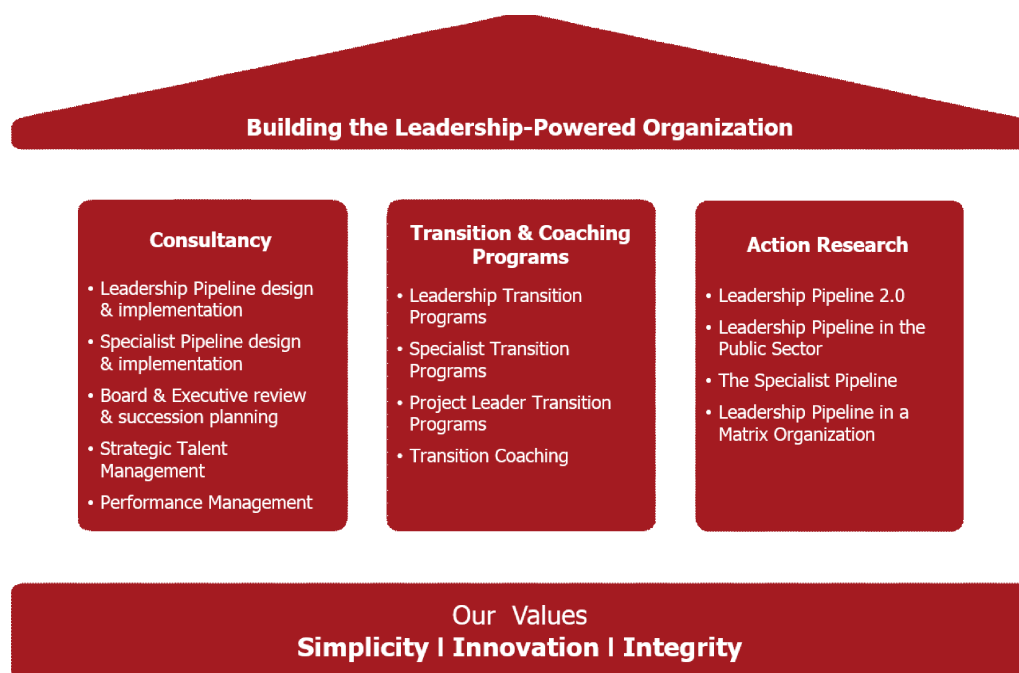 Building the Leadership-Powered Organization
Consultancy
• Leadership Pipeline design
& implementation
• Specialist Pipeline design
& implementation
• Board & Executive review
& succession planning
• Strategic Talent
Management
• Performance Management
Transition & Coaching
Programs
• Leadership Transition
Programs
• Specialist Transition
Programs
• Project Leader Transition
Programs
• Transition Coaching
Action Research
• Leadership Pipeline 2.0
• Leadership Pipeline in the
Public Sector
• The Specialist Pipeline
• Leadership Pipeline in a
Matrix Organization
Our Values
Simplicity | Innovation | Integrity